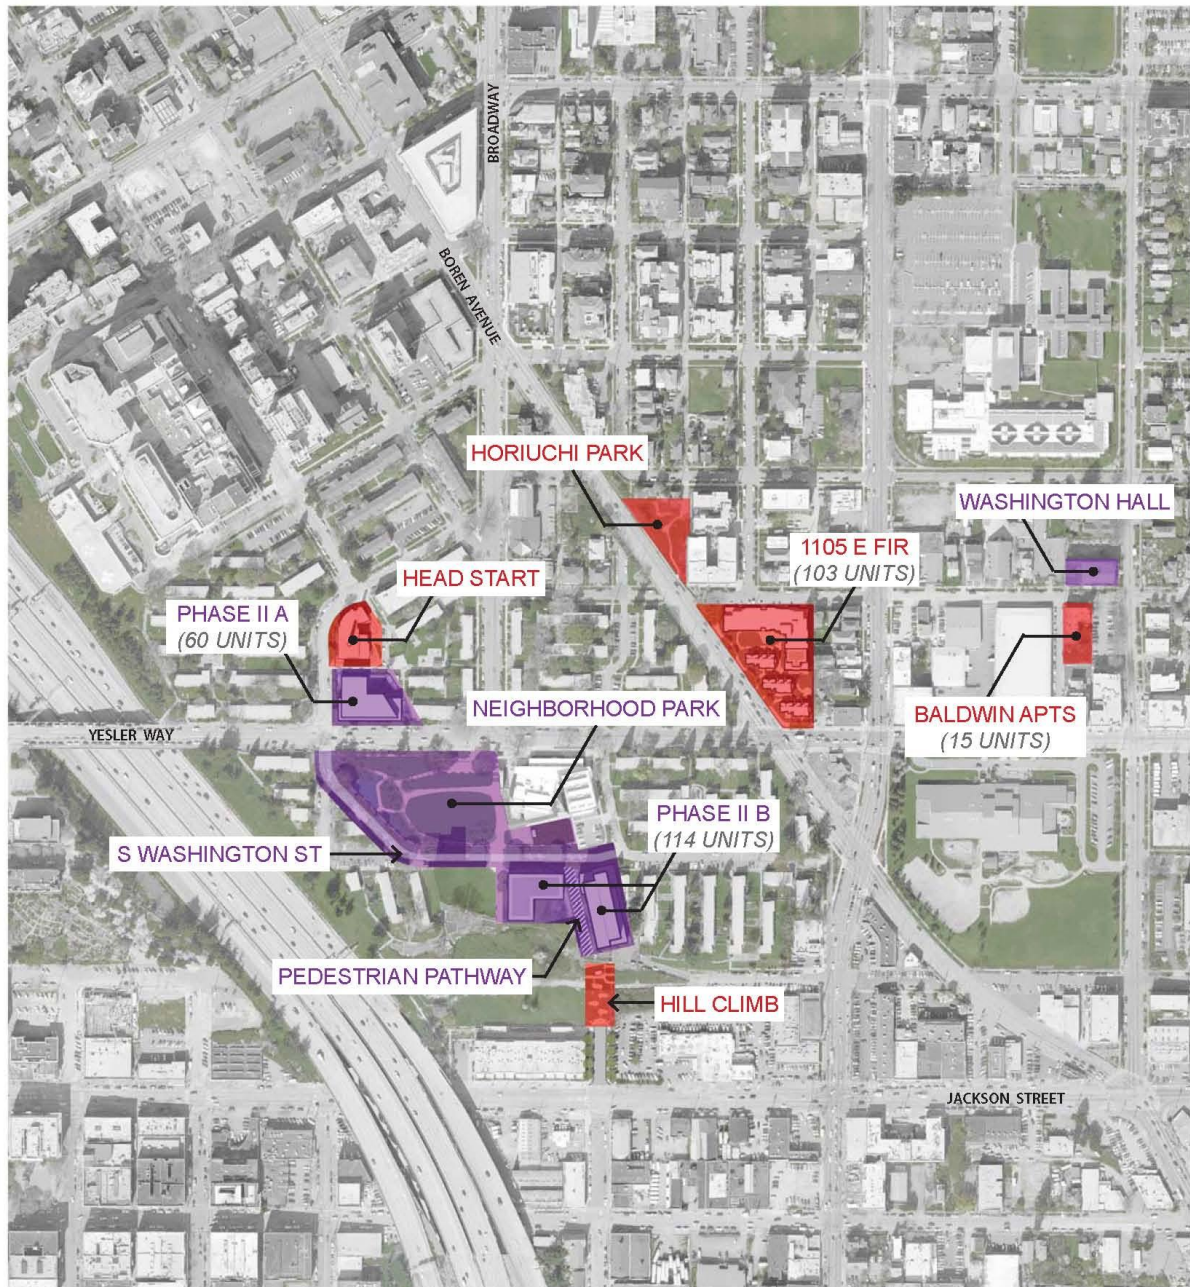 BROADWAY
BOREN AVENUE
HORIUCHI PARK
WASHINGTON HALL
1105 E FIR
(103 UNITS)
HEAD START
PHASE II A
(60 UNITS)
NEIGHBORHOOD PARK
BALDWIN APTS
(15 UNITS)
YESLER WAY
PHASE II B
(114 UNITS)
S WASHINGTON ST
PEDESTRIAN PATHWAY
HILL CLIMB
JACKSON STREET